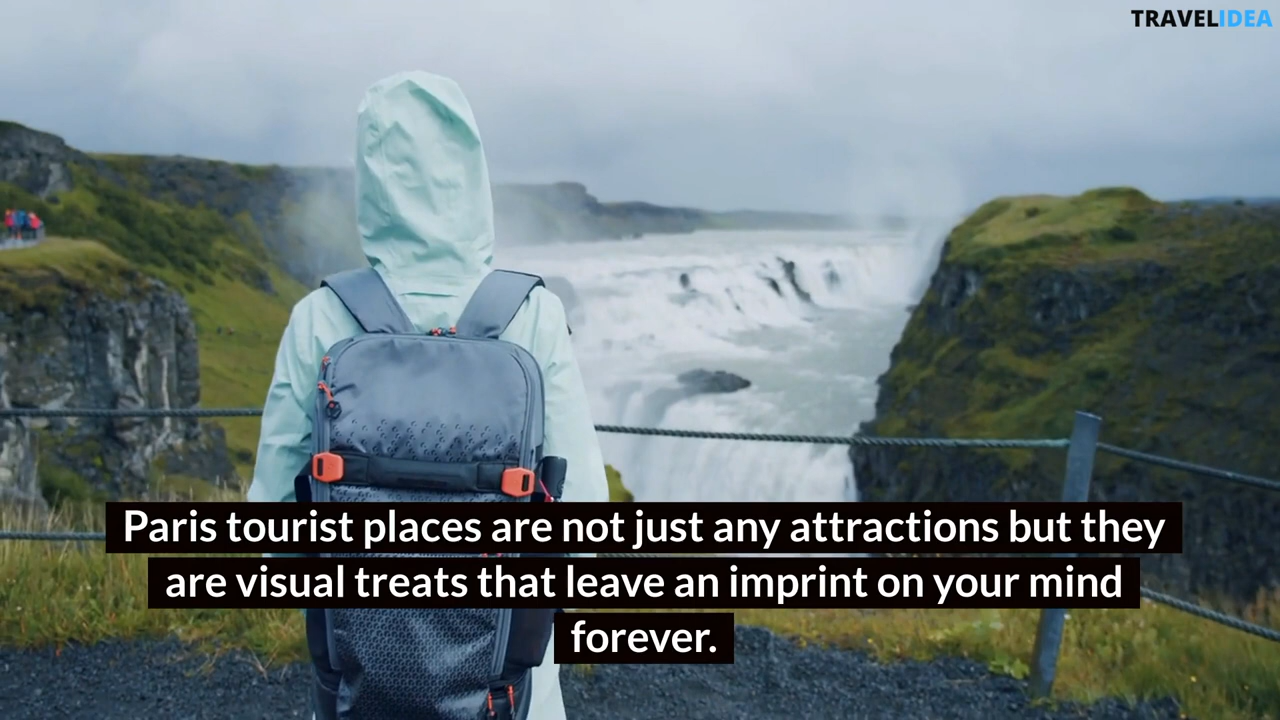 TRAVELIDEA
Paris tourist places are not just any attractions but they
are visual treats that leave an imprint on your mind
forever.